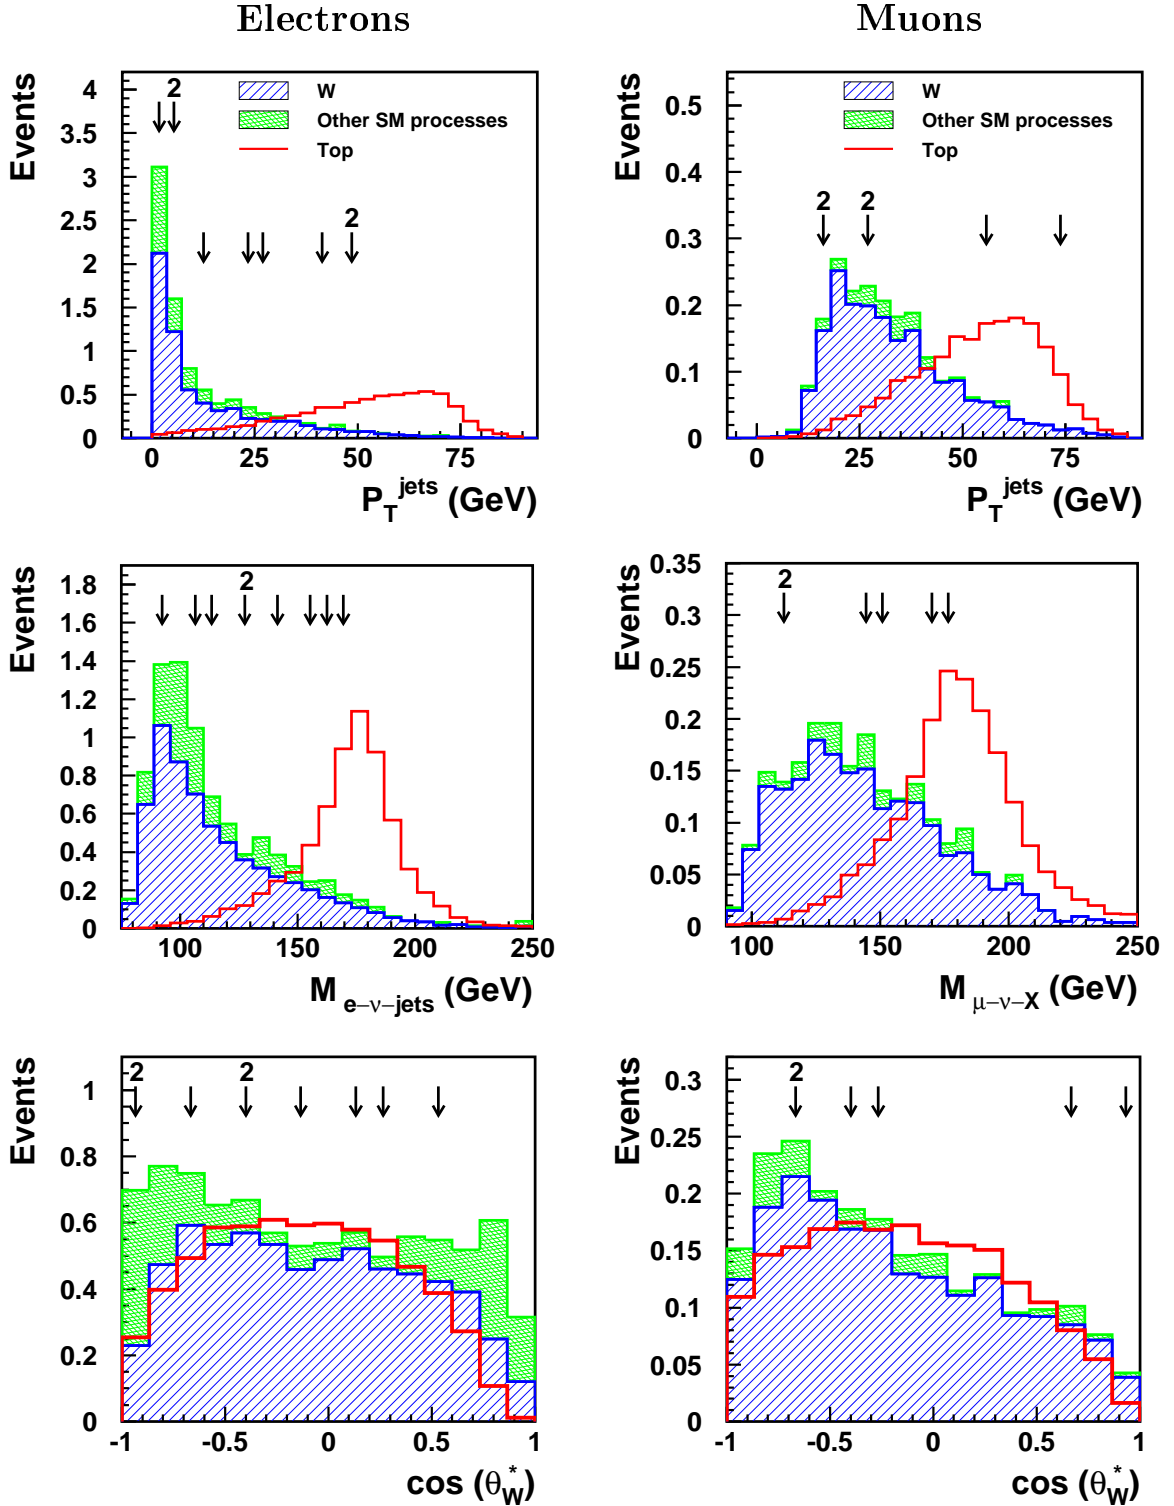 Electrons
Muons
Events
4
3.5
3
2.5
2
1.5
1
0.5
0
2
2
W
Other SM processes
Top
0 25 50 75
P_T^jets (GeV)
Events
0.5
0.4
0.3
0.2
0.1
0
2 2
W
Other SM processes
Top
0 25 50 75
P_T^jets (GeV)
Events
1.8
1.6
1.4
1.2
1
0.8
0.6
0.4
0.2
0
2
100 150 200 250
M e−ν−jets (GeV)
Events
0.35
0.3
0.25
0.2
0.15
0.1
0.05
0
2
100 150 200 250
M μ−ν−X (GeV)
Events
1
0.8
0.6
0.4
0.2
0
2 2
-1 -0.5 0 0.5 1
cos (θ_W^*)
Events
0.3
0.25
0.2
0.15
0.1
0.05
0
2
-1 -0.5 0 0.5 1
cos (θ_W^*)